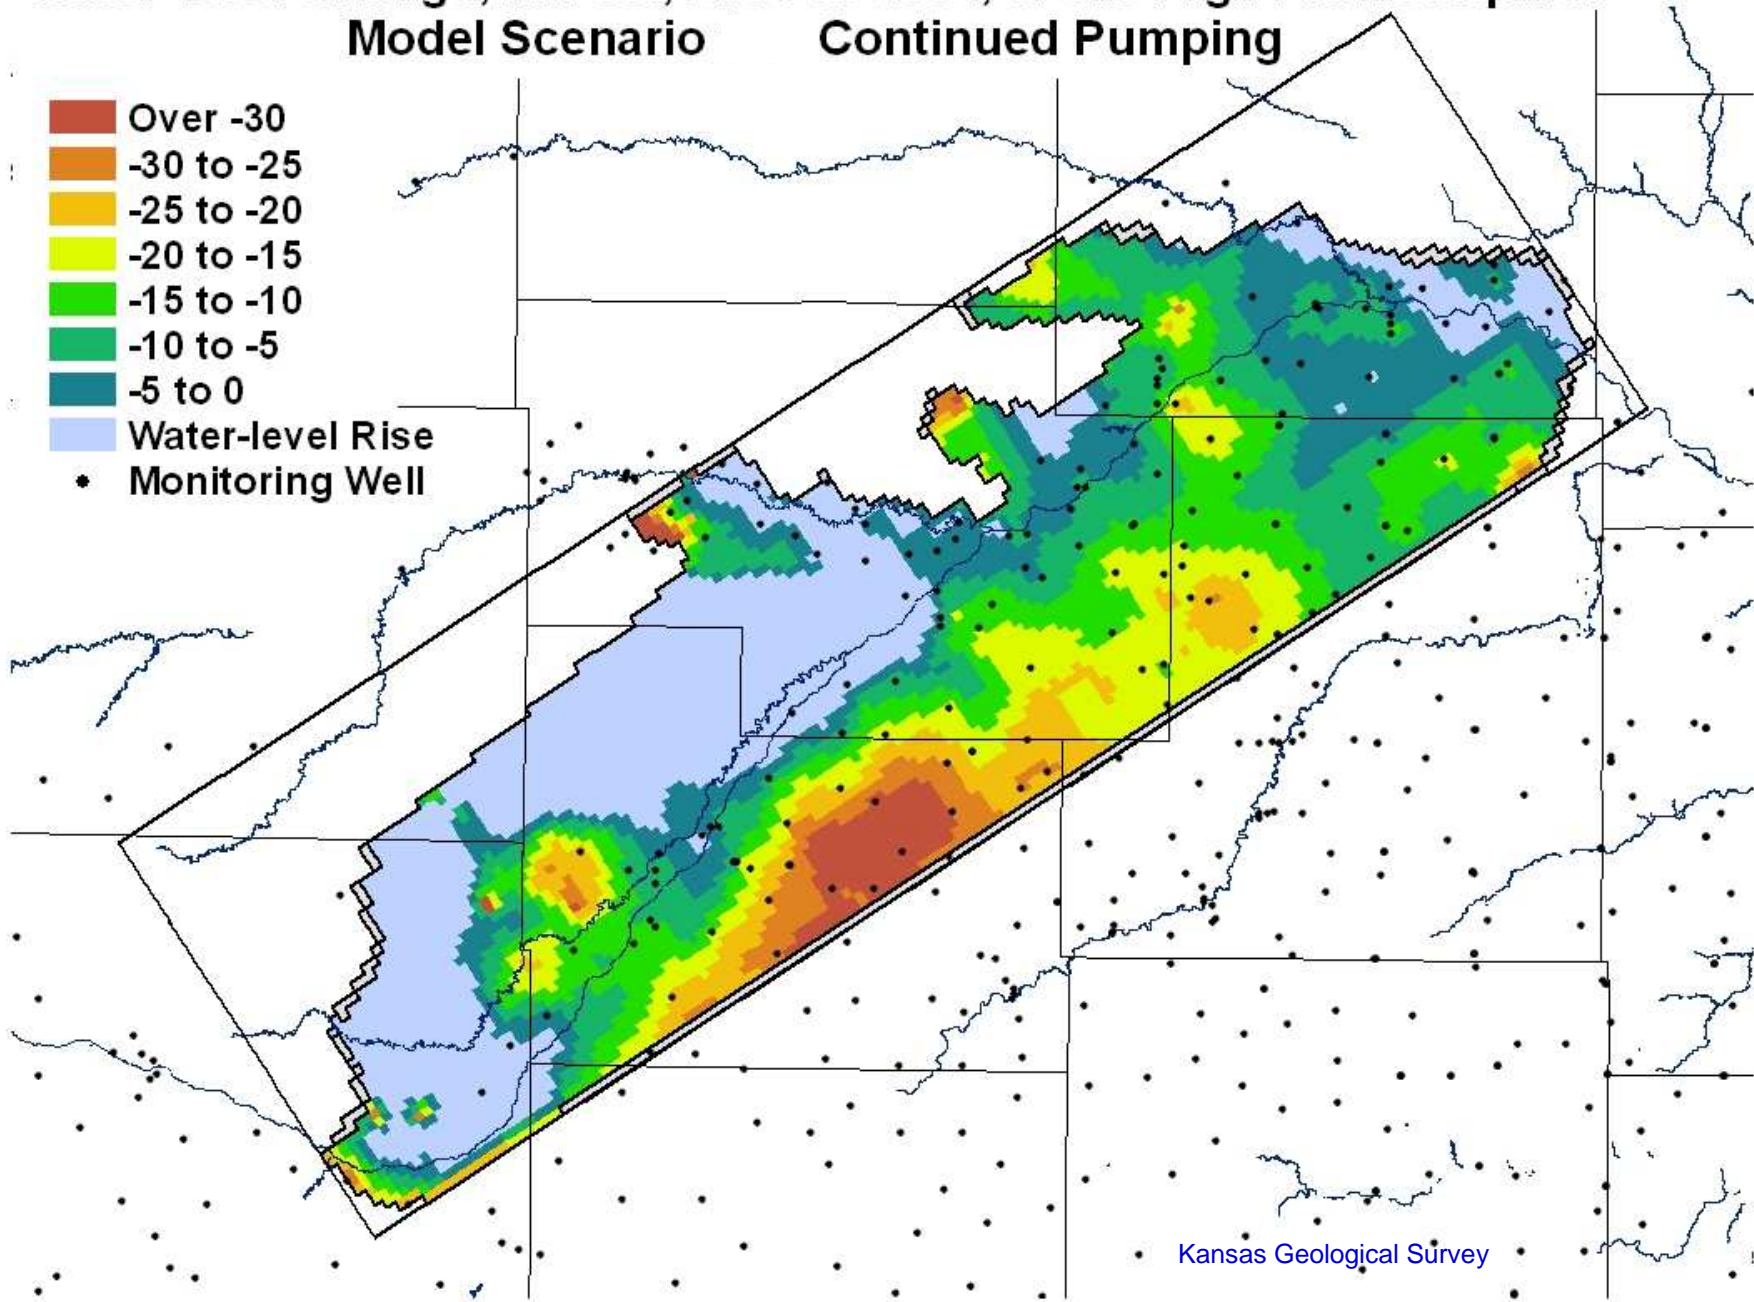 Model Scenario Continued Pumping
Over -30
-30 to -25
-25 to -20
-20 to -15
-15 to -10
-10 to -5
-5 to 0
Water-level Rise
Monitoring Well
Kansas Geological Survey